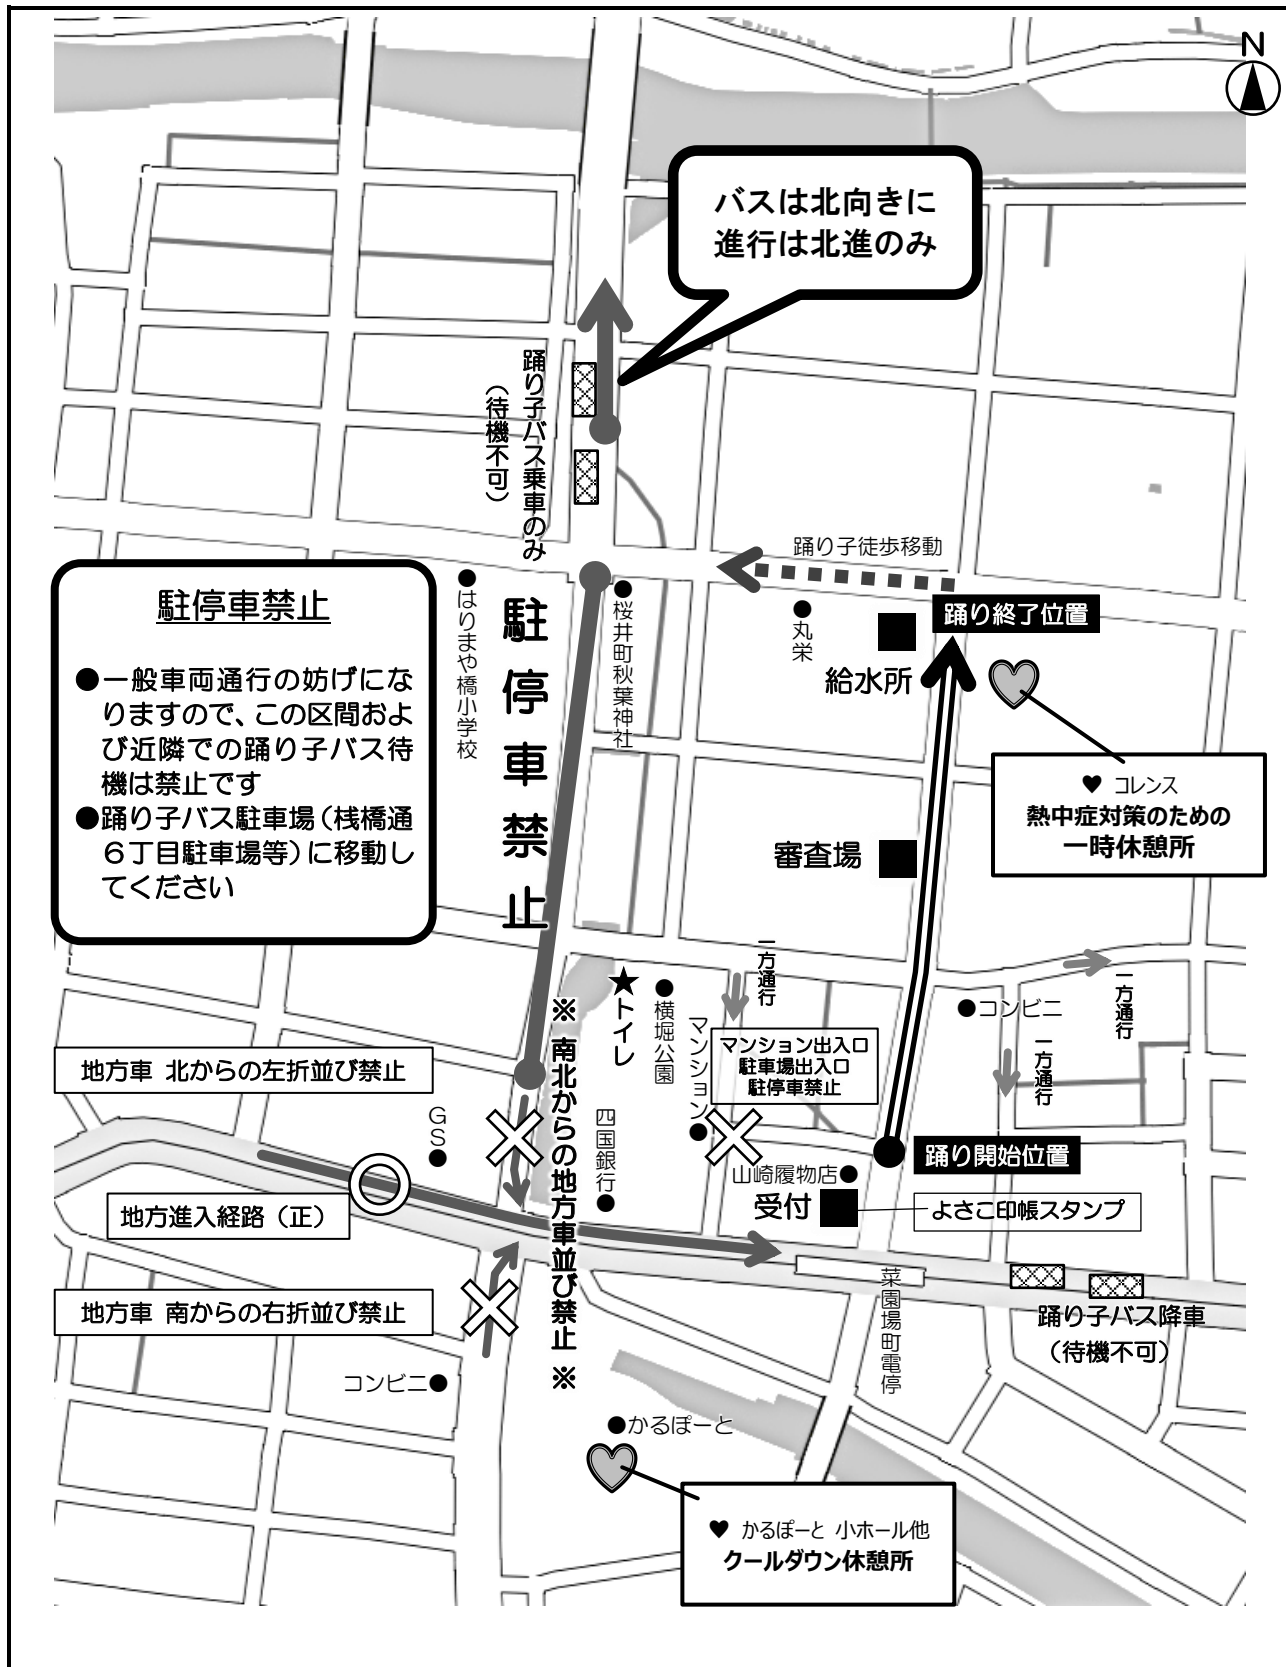 N
バスは北向きに
進行は北進のみ
踊り子バス乗車のみ
（待機不可）
踊り子徒歩移動
踊り終了位置
駐停車禁止
●一般車両通行の妨げにな
りますので、この区間およ
び近隣での踊り子バス待
機は禁止です
●踊り子バス駐車場（桟橋通
６丁目駐車場等）に移動し
てください
●はりまや橋小学校
駐停車禁止
●桜井町秋葉神社
●丸栄
給水所
♥ コレンス
熱中症対策のための
一時休憩所
審査場
一方通行
一方通行
一方通行
★トイレ
●横堀公園
マンション●
マンション出入口
駐車場出入口
駐停車禁止
●コンビニ
地方車 北からの左折並び禁止
※ 南北からの地方車並び禁止 ※
GS●
四国銀行●
踊り開始位置
山崎履物店●
受付
よさこ印帳スタンプ
地方進入経路（正）
地方車 南からの右折並び禁止
菜園場町電停
踊り子バス降車
（待機不可）
コンビニ●
●かるぽーと
♥ かるぽーと 小ホール他
クールダウン休憩所